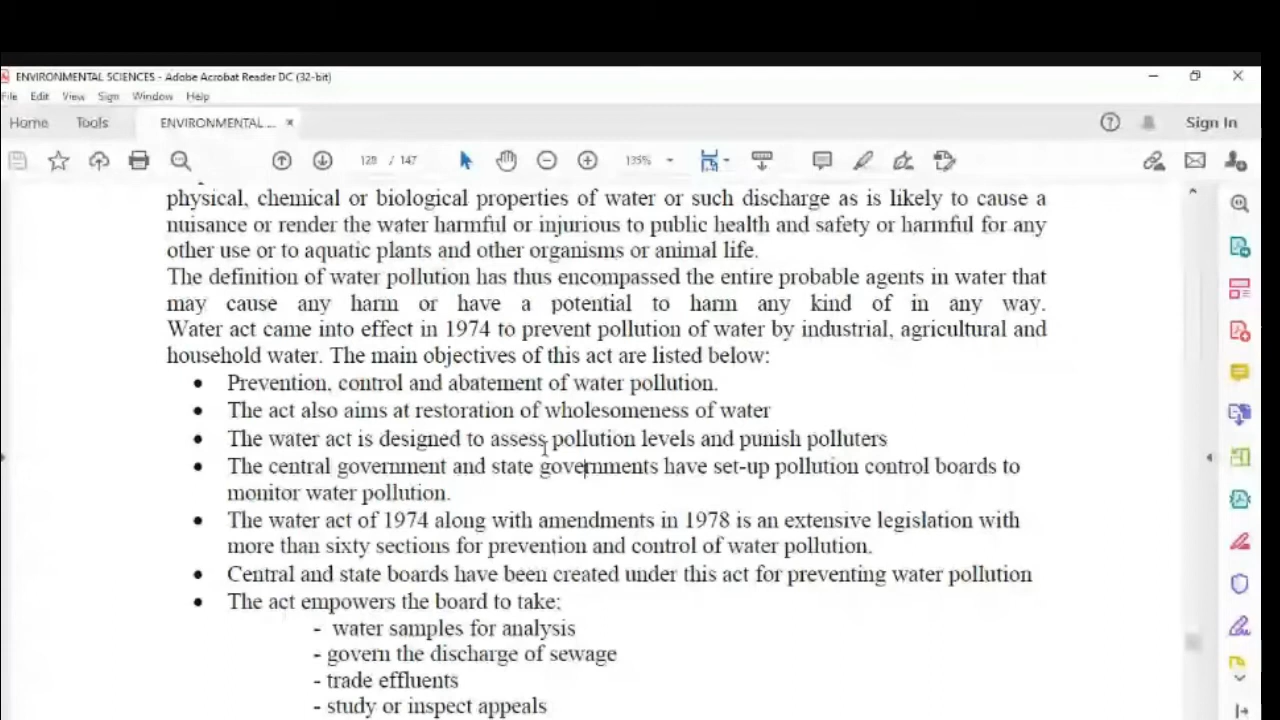 ENVIRONMENTAL SCIENCES - Adobe Acrobat Reader DC (32-bit)
File Edit View Sign Window Help
Home Tools ENVIRONMENTAL ... ×
Sign In
128 / 147 135%
physical, chemical or biological properties of water or such discharge as is likely to cause a
nuisance or render the water harmful or injurious to public health and safety or harmful for any
other use or to aquatic plants and other organisms or animal life.
The definition of water pollution has thus encompassed the entire probable agents in water that
may cause any harm or have a potential to harm any kind of in any way.
Water act came into effect in 1974 to prevent pollution of water by industrial, agricultural and
household water. The main objectives of this act are listed below:
• Prevention, control and abatement of water pollution.
• The act also aims at restoration of wholesomeness of water
• The water act is designed to assess pollution levels and punish polluters
• The central government and state governments have set-up pollution control boards to
monitor water pollution.
• The water act of 1974 along with amendments in 1978 is an extensive legislation with
more than sixty sections for prevention and control of water pollution.
• Central and state boards have been created under this act for preventing water pollution
• The act empowers the board to take:
- water samples for analysis
- govern the discharge of sewage
- trade effluents
- study or inspect appeals